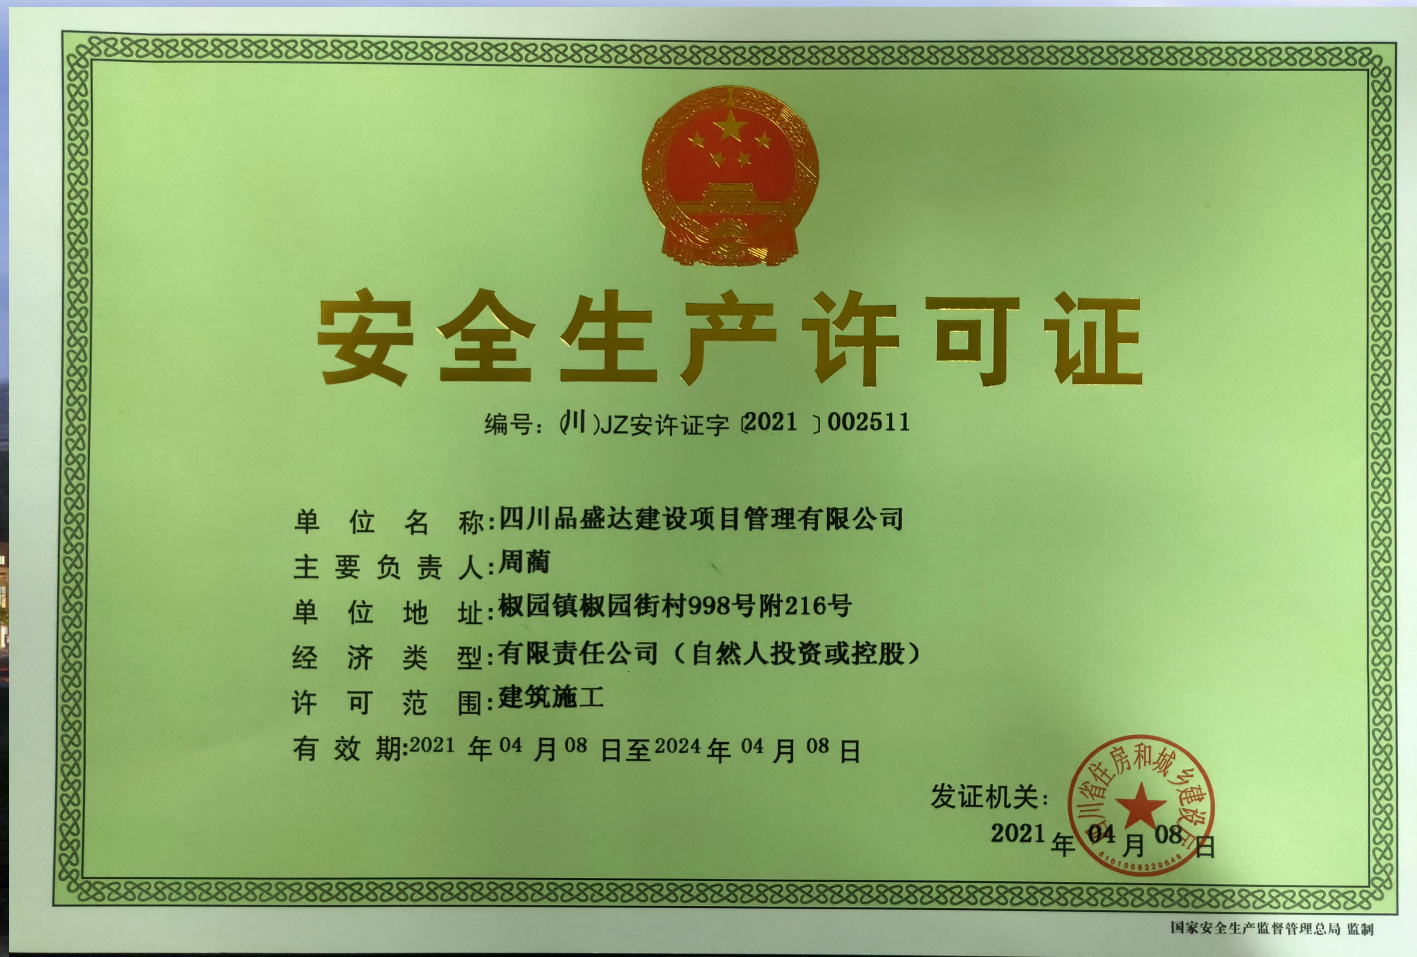 安全生产许可证
编号：（川）JZ安许证字〔2021〕002511
单位名称:四川品盛达建设项目管理有限公司
主要负责人:周蔺
单位地址:椒园镇椒园街村998号附216号
经济类型:有限责任公司（自然人投资或控股）
许可范围:建筑施工
有效期:2021年04月08日至2024年04月08日
发证机关：
四川省住房和城乡建设厅
2021年04月08日
国家安全生产监督管理总局 监制